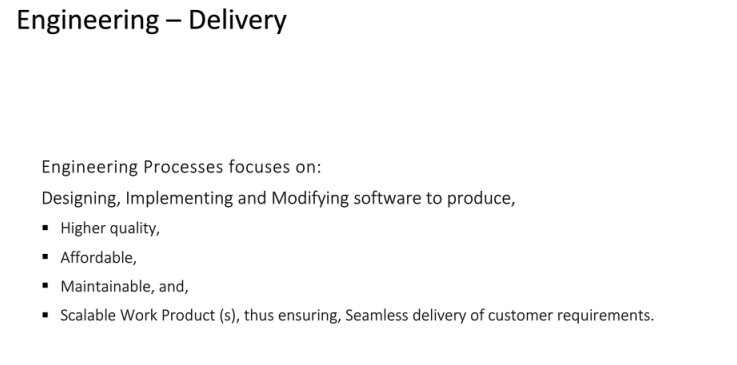 Engineering – Delivery
Engineering Processes focuses on:
Designing, Implementing and Modifying software to produce,
▪ Higher quality,
▪ Affordable,
▪ Maintainable, and,
▪ Scalable Work Product (s), thus ensuring, Seamless delivery of customer requirements.